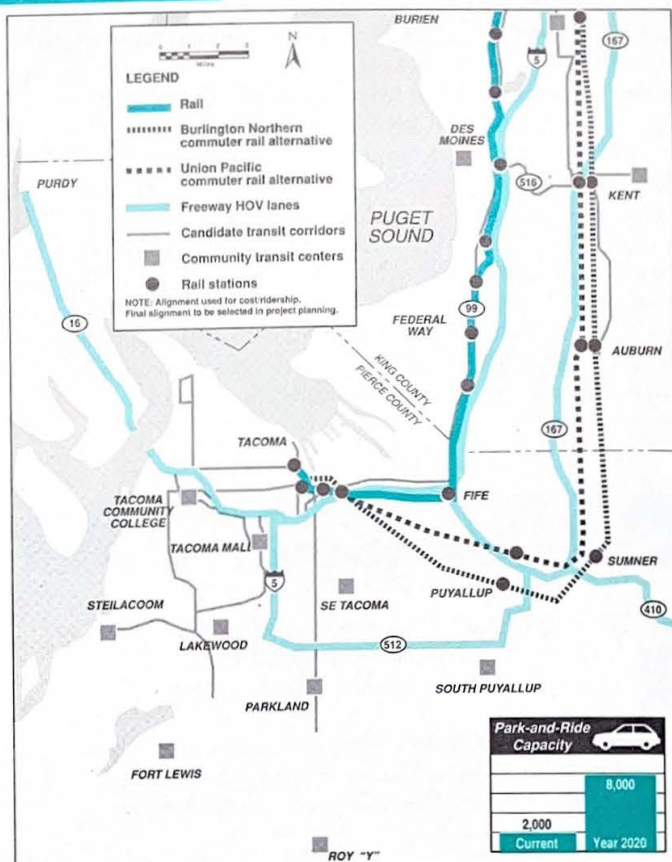 BURIEN
167
5
Miles
N
LEGEND
Rail
Burlington Northern
commuter rail alternative
Union Pacific
commuter rail alternative
Freeway HOV lanes
Candidate transit corridors
Community transit centers
Rail stations
NOTE: Alignment used for cost/ridership.
Final alignment to be selected in project planning.
DES
MOINES
516
KENT
PURDY
PUGET
SOUND
16
99
FEDERAL
WAY
AUBURN
KING COUNTY
PIERCE COUNTY
167
TACOMA
FIFE
TACOMA
COMMUNITY
COLLEGE
TACOMA MALL
SUMNER
5
SE TACOMA
PUYALLUP
410
STEILACOOM
LAKEWOOD
512
SOUTH PUYALLUP
PARKLAND
FORT LEWIS
ROY "Y"
Park-and-Ride
Capacity
8,000
2,000
Current
Year 2020